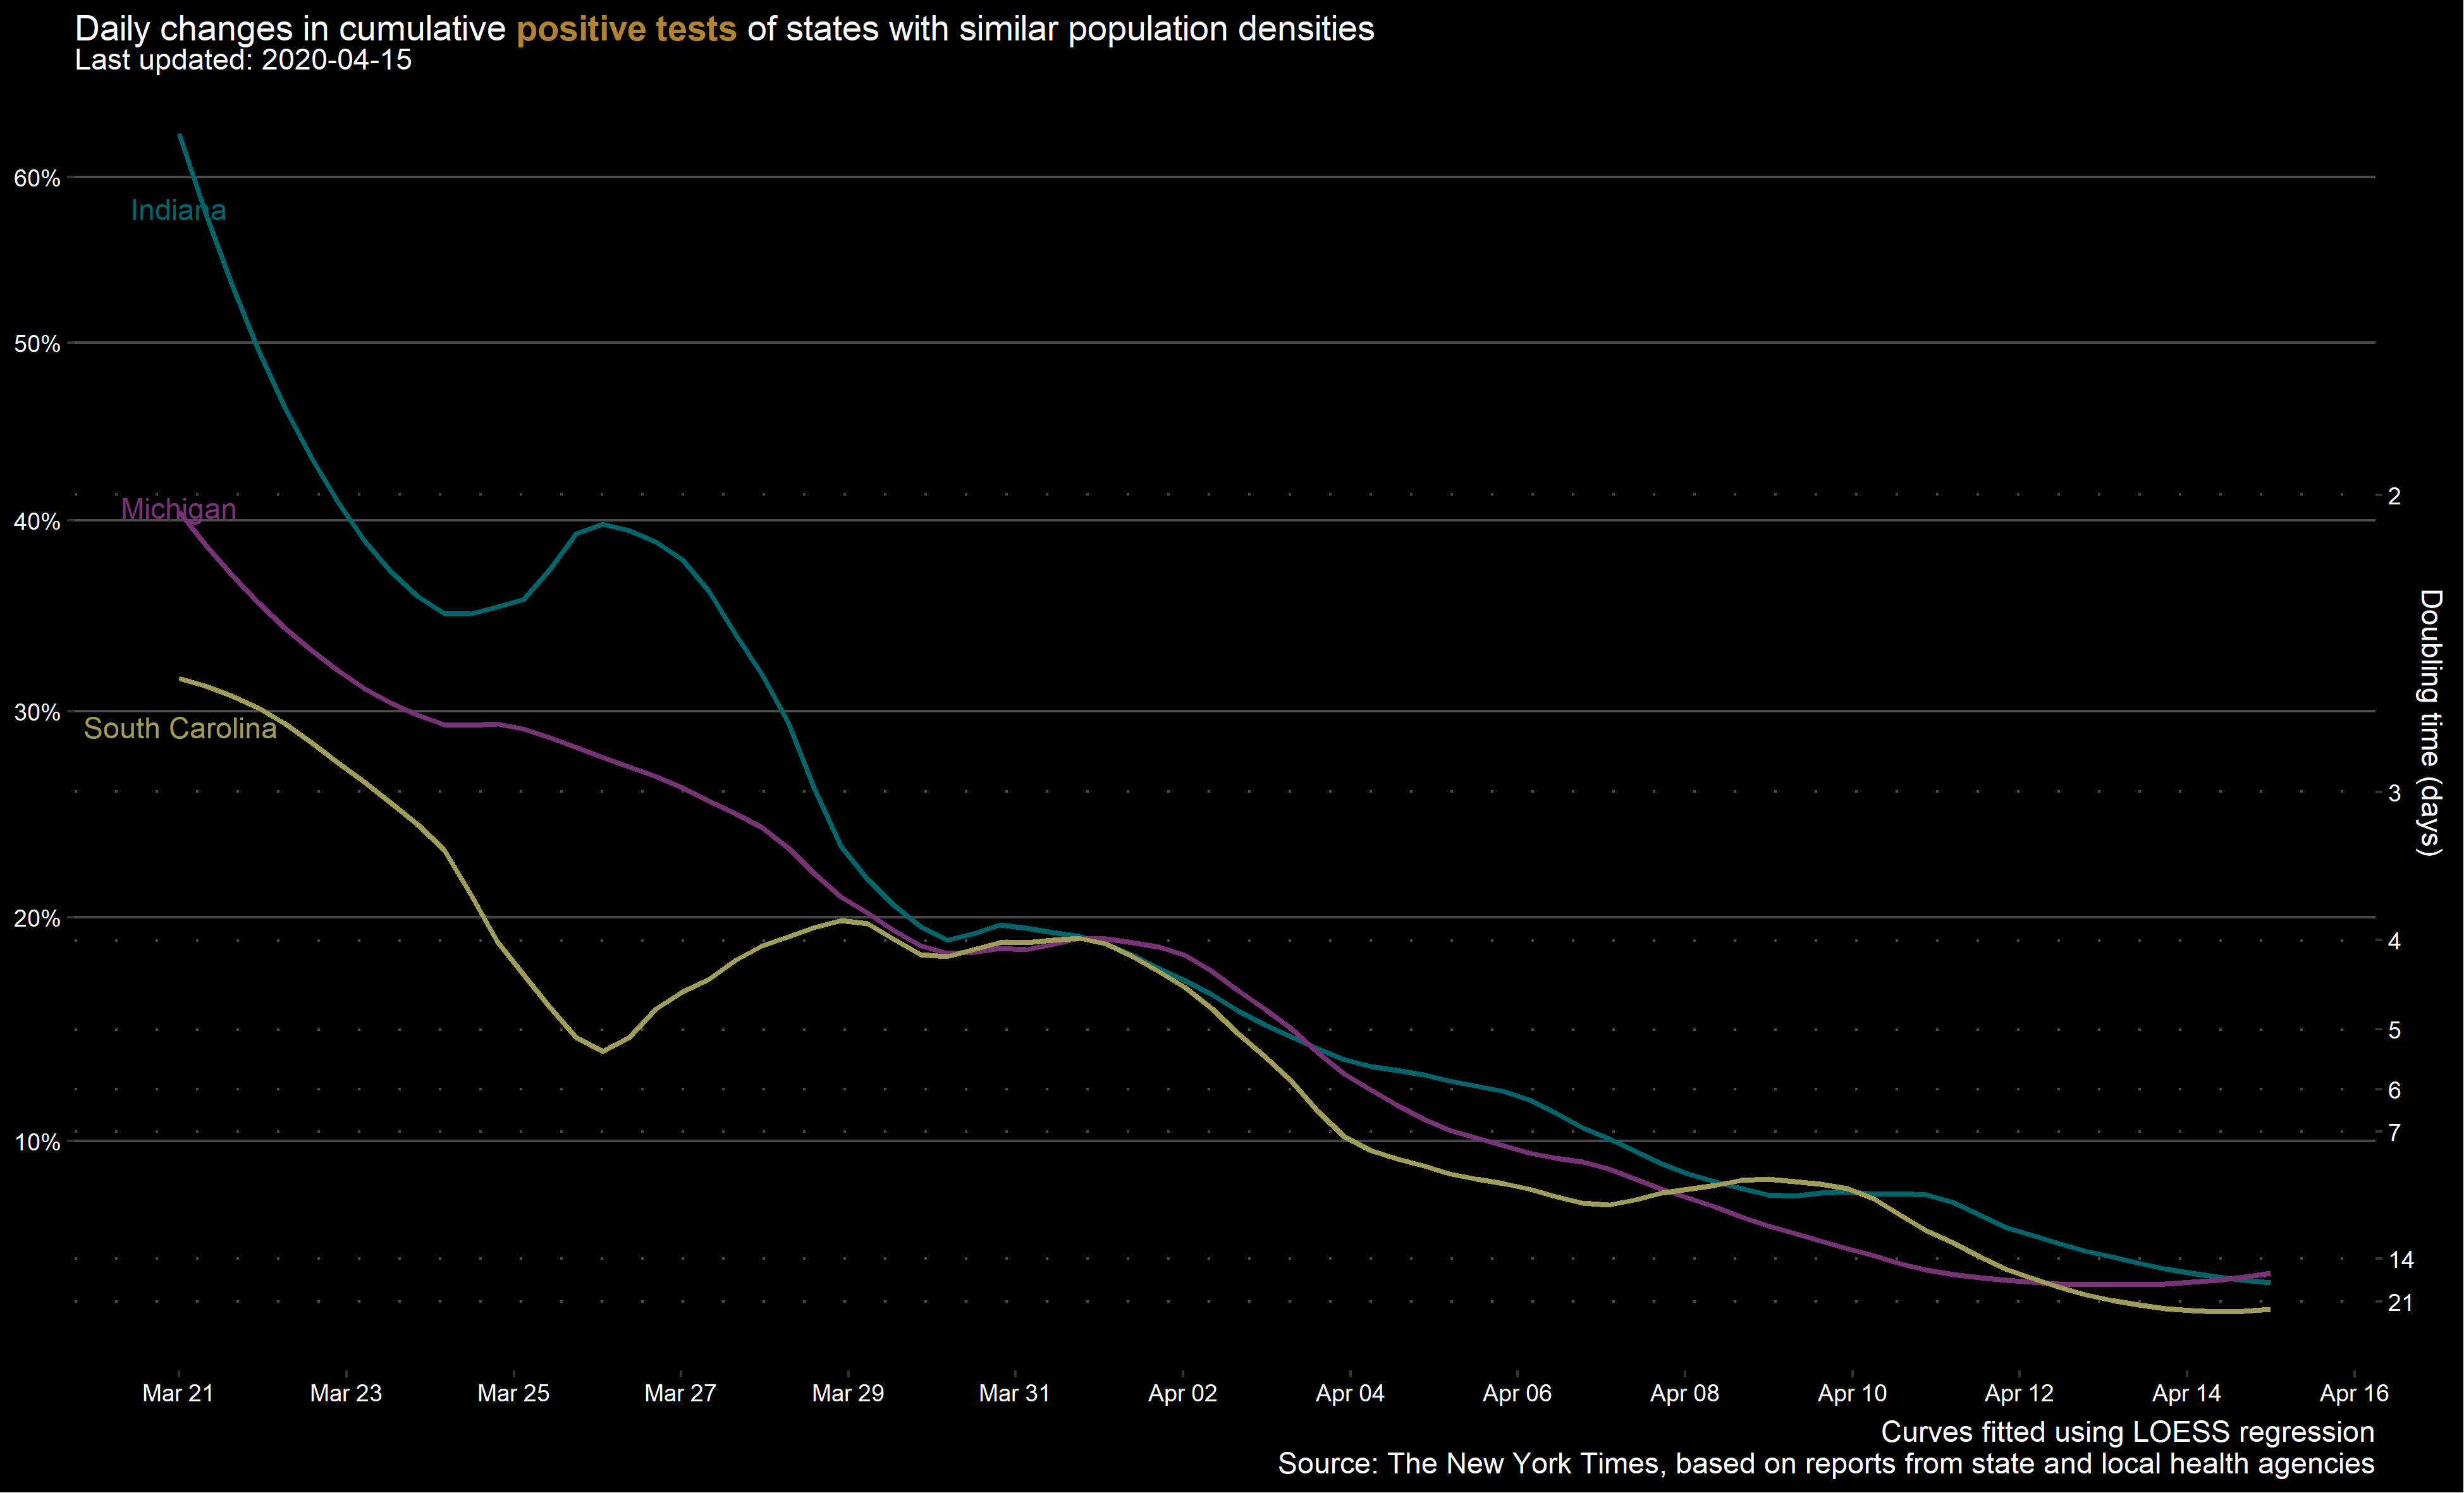 Daily changes in cumulative positive tests of states with similar population densities
Last updated: 2020-04-15
60%
Indiana
50%
2
Michigan
40%
Doubling time (days)
30%
South Carolina
3
20%
4
5
6
7
10%
14
21
Mar 21 Mar 23 Mar 25 Mar 27 Mar 29 Mar 31 Apr 02 Apr 04 Apr 06 Apr 08 Apr 10 Apr 12 Apr 14 Apr 16
Curves fitted using LOESS regression
Source: The New York Times, based on reports from state and local health agencies